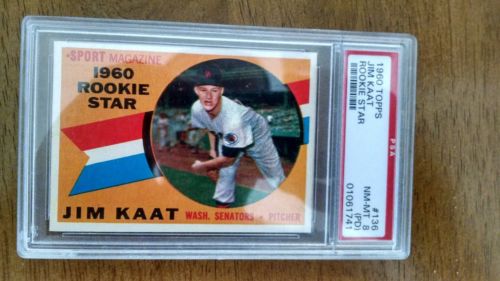 SPORT MAGAZINE
1960
ROOKIE
STAR
JIM KAAT
WASH. SENATORS • PITCHER
1960 TOPPS
JIM KAAT
ROOKIE STAR
PSA
#136
NM-MT 8
(PD)
01061741